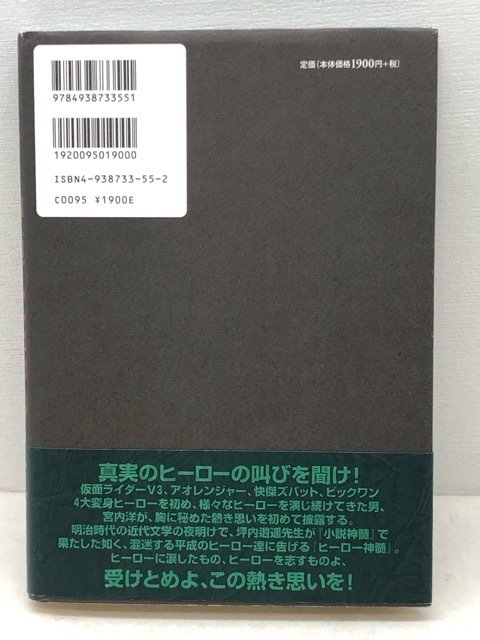 9784938733551
1920095019000
ISBN4-938733-55-2
C0095 ¥1900E
定価(本体価格1900円+税)
真実のヒーローの叫びを聞け!
仮面ライダーV3、アオレンジャー、快傑ズバット、ビックワン
4大変身ヒーローを初め、様々なヒーローを演じ続けてきた男、
宮内洋が、胸に秘めた熱き思いを初めて披露する。
明治時代の近代文学の夜明けで、坪内逍遥先生が『小説神髄』で
果たした如く、混迷する平成のヒーロー達に告げる『ヒーロー神髄』。
ヒーローに涙したもの、ヒーローを志すものよ、
受けとめよ、この熱き思いを!